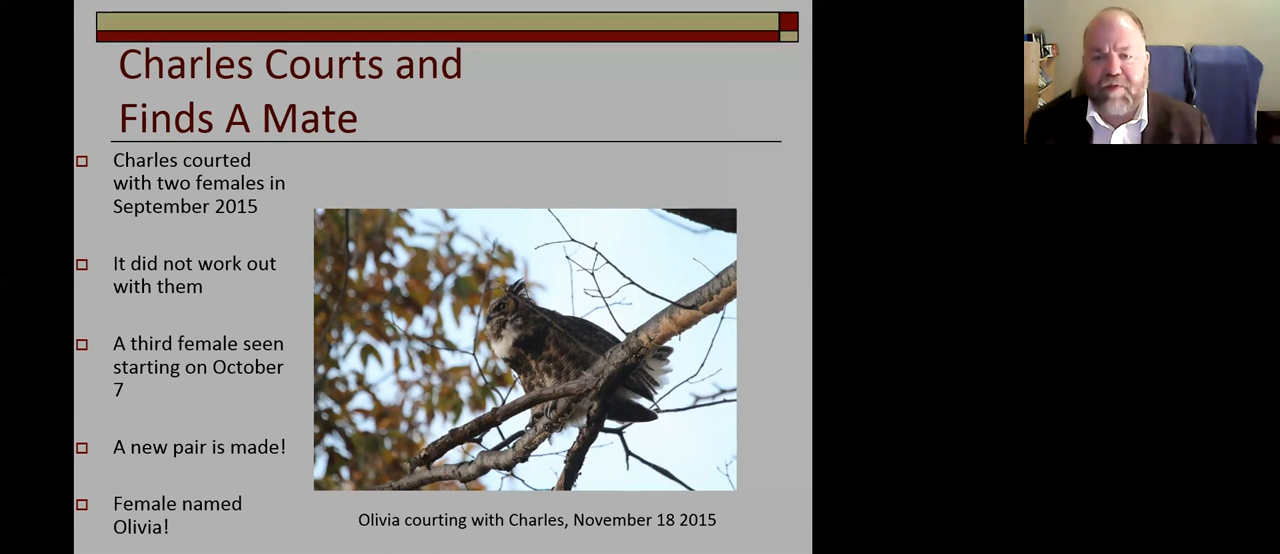 Charles Courts and
Finds A Mate
Charles courted
with two females in
September 2015
It did not work out
with them
A third female seen
starting on October
7
A new pair is made!
Female named
Olivia!
Olivia courting with Charles, November 18 2015